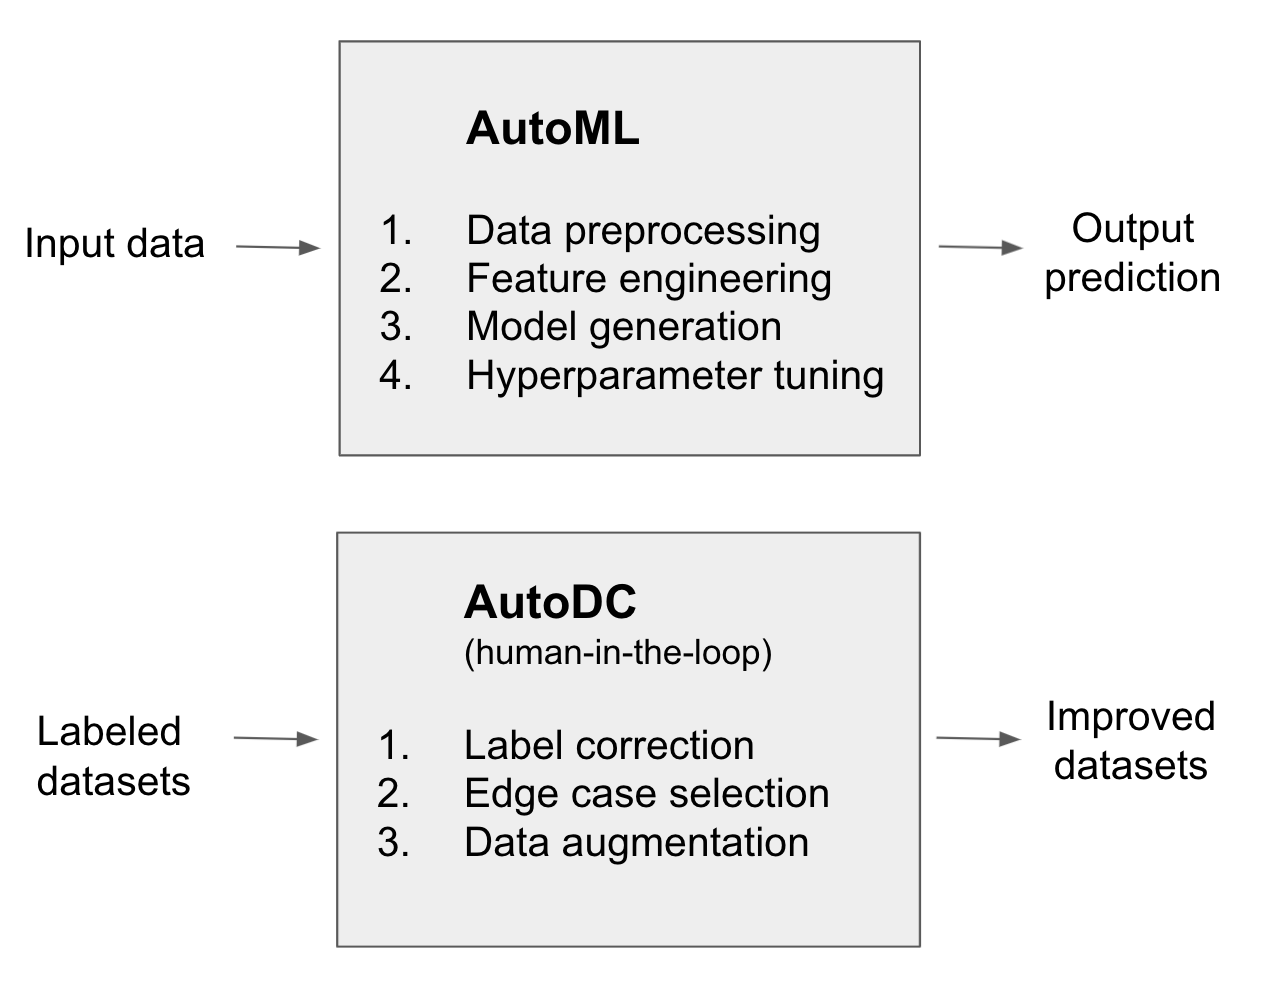 AutoML
Input data
1. Data preprocessing
2. Feature engineering
3. Model generation
4. Hyperparameter tuning
Output
prediction
AutoDC
(human-in-the-loop)
Labeled
datasets
1. Label correction
2. Edge case selection
3. Data augmentation
Improved
datasets